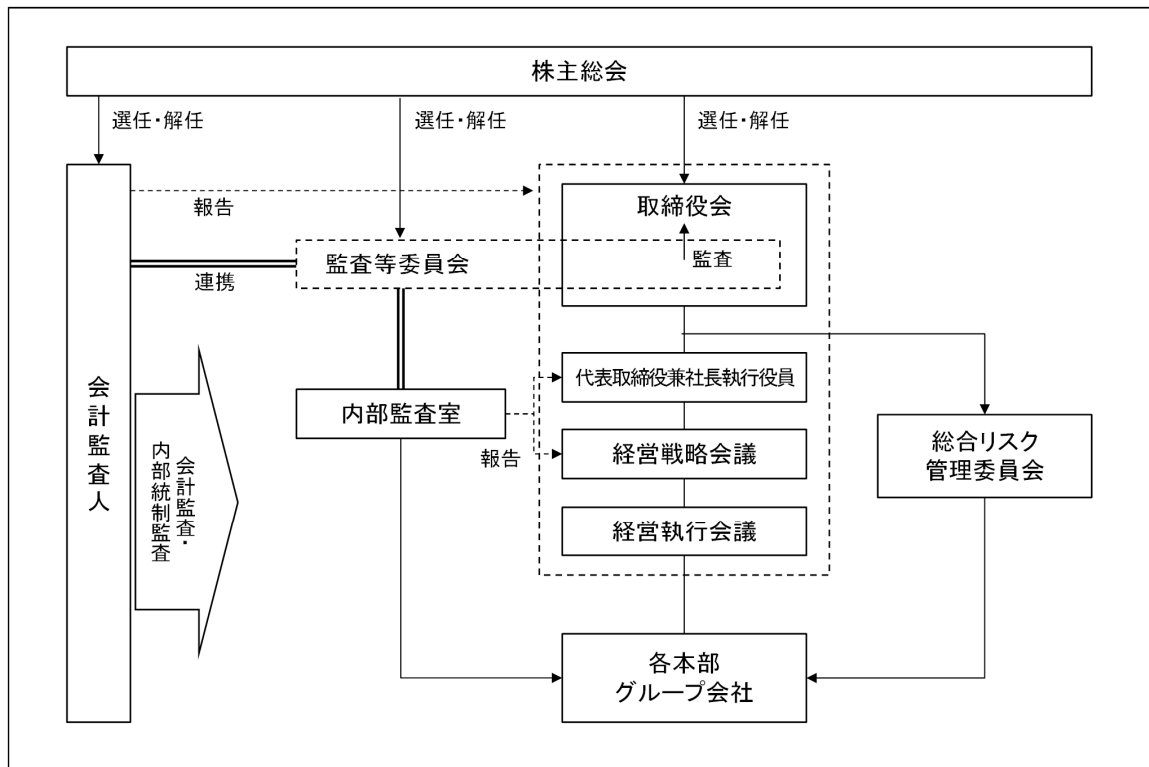 株主総会
選任・解任
選任・解任
選任・解任
報告
取締役会
監査等委員会
監査
連携
会計監査人
代表取締役兼社長執行役員
内部監査室
報告
経営戦略会議
総合リスク
管理委員会
会計監査・
内部統制監査
経営執行会議
各本部
グループ会社